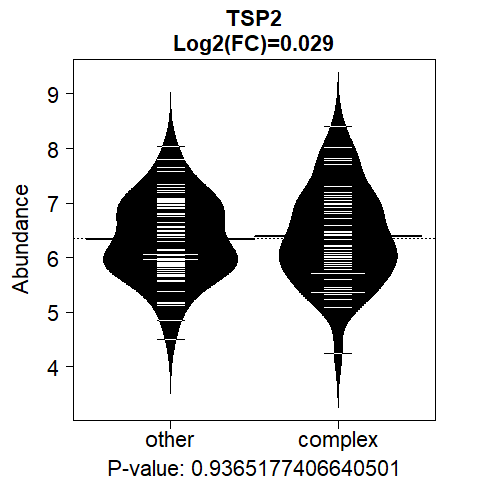 TSP2
Log2(FC)=0.029
Abundance
9
8
7
6
5
4
other complex
P-value: 0.9365177406640501